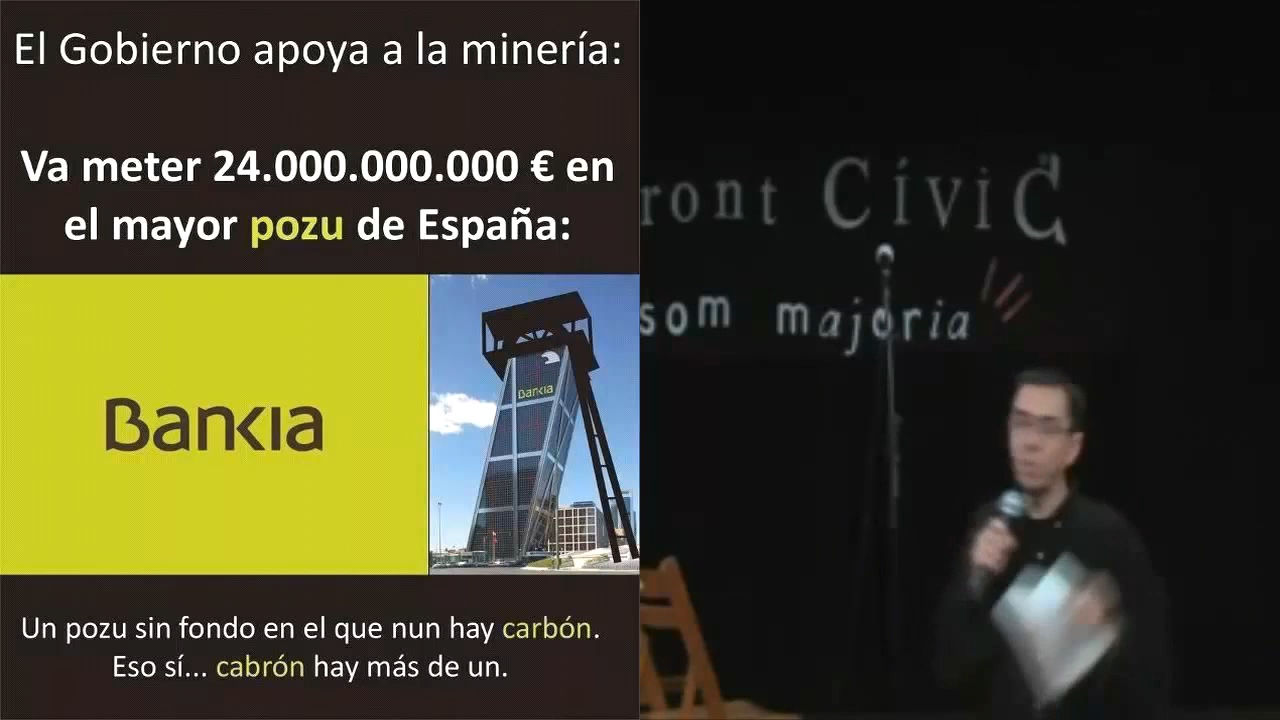 El Gobierno apoya a la minería:
Va meter 24.000.000.000 € en
el mayor pozu de España:
Bankia
Bankia
Un pozu sin fondo en el que nun hay carbón.
Eso sí... cabrón hay más de un.
ront Cívic
som majoria